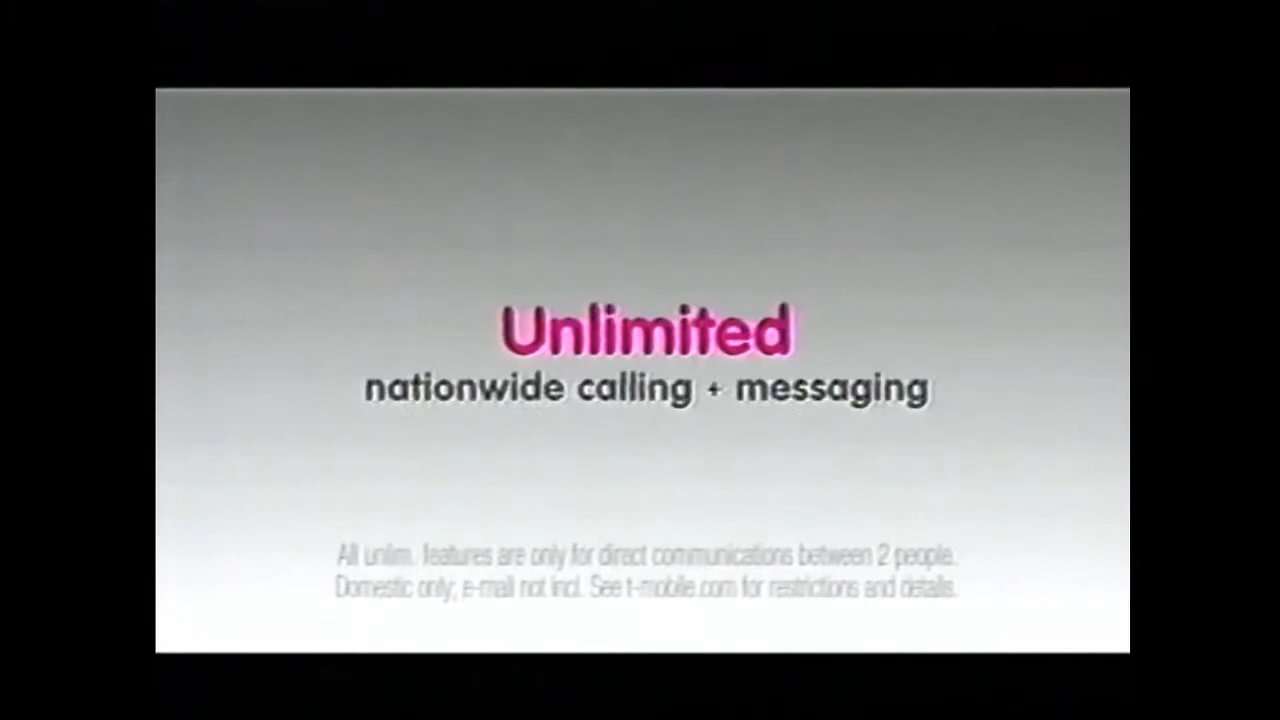 Unlimited
nationwide calling + messaging
All unlim. features are only for direct communications between 2 people.
Domestic only; e-mail not incl. See t-mobile.com for restrictions and details.